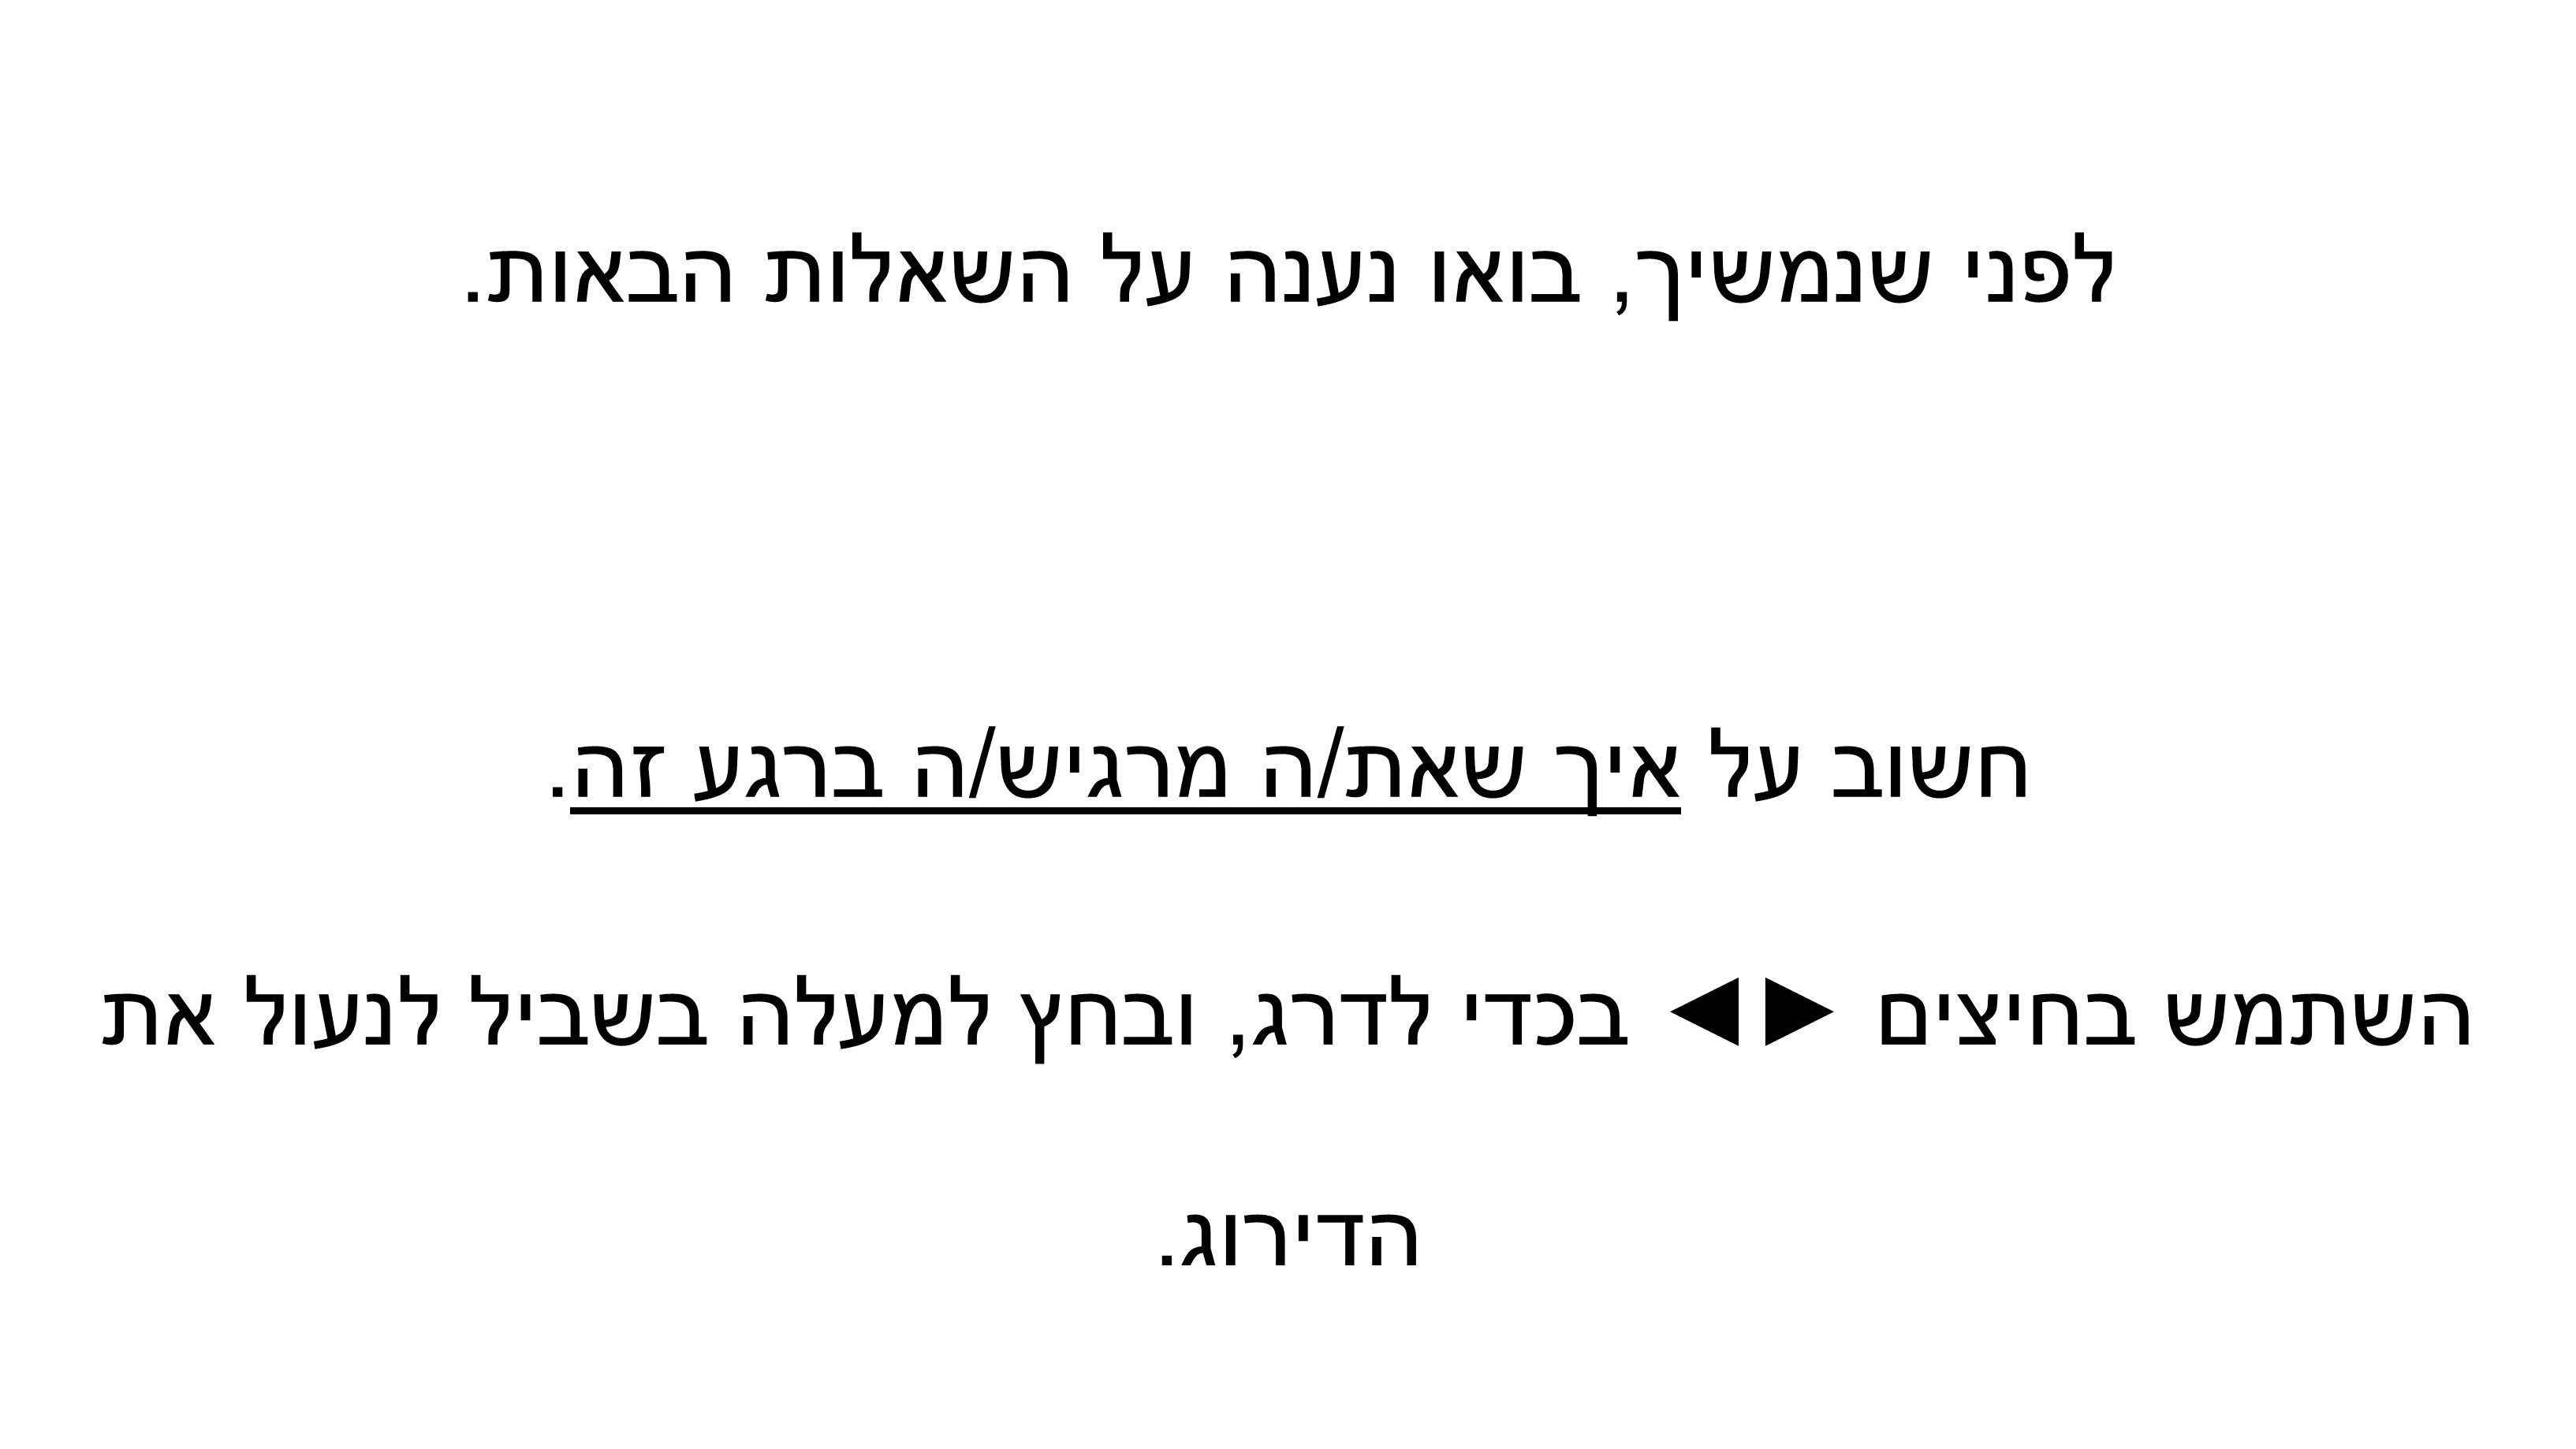 לפני שנמשיך, בואו נענה על השאלות הבאות.
חשוב על איך שאת/ה מרגיש/ה ברגע זה.
השתמש בחיצים ▶◀ בכדי לדרג, ובחץ למעלה בשביל לנעול את
הדירוג.